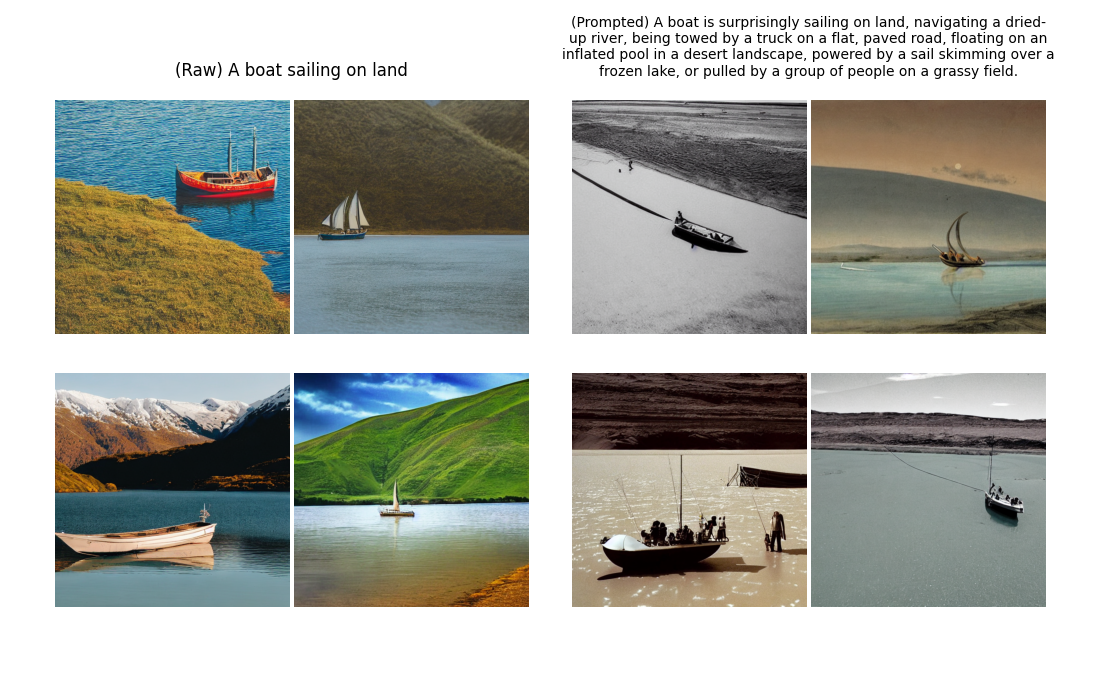 (Raw) A boat sailing on land
(Prompted) A boat is surprisingly sailing on land, navigating a dried-
up river, being towed by a truck on a flat, paved road, floating on an
inflated pool in a desert landscape, powered by a sail skimming over a
frozen lake, or pulled by a group of people on a grassy field.